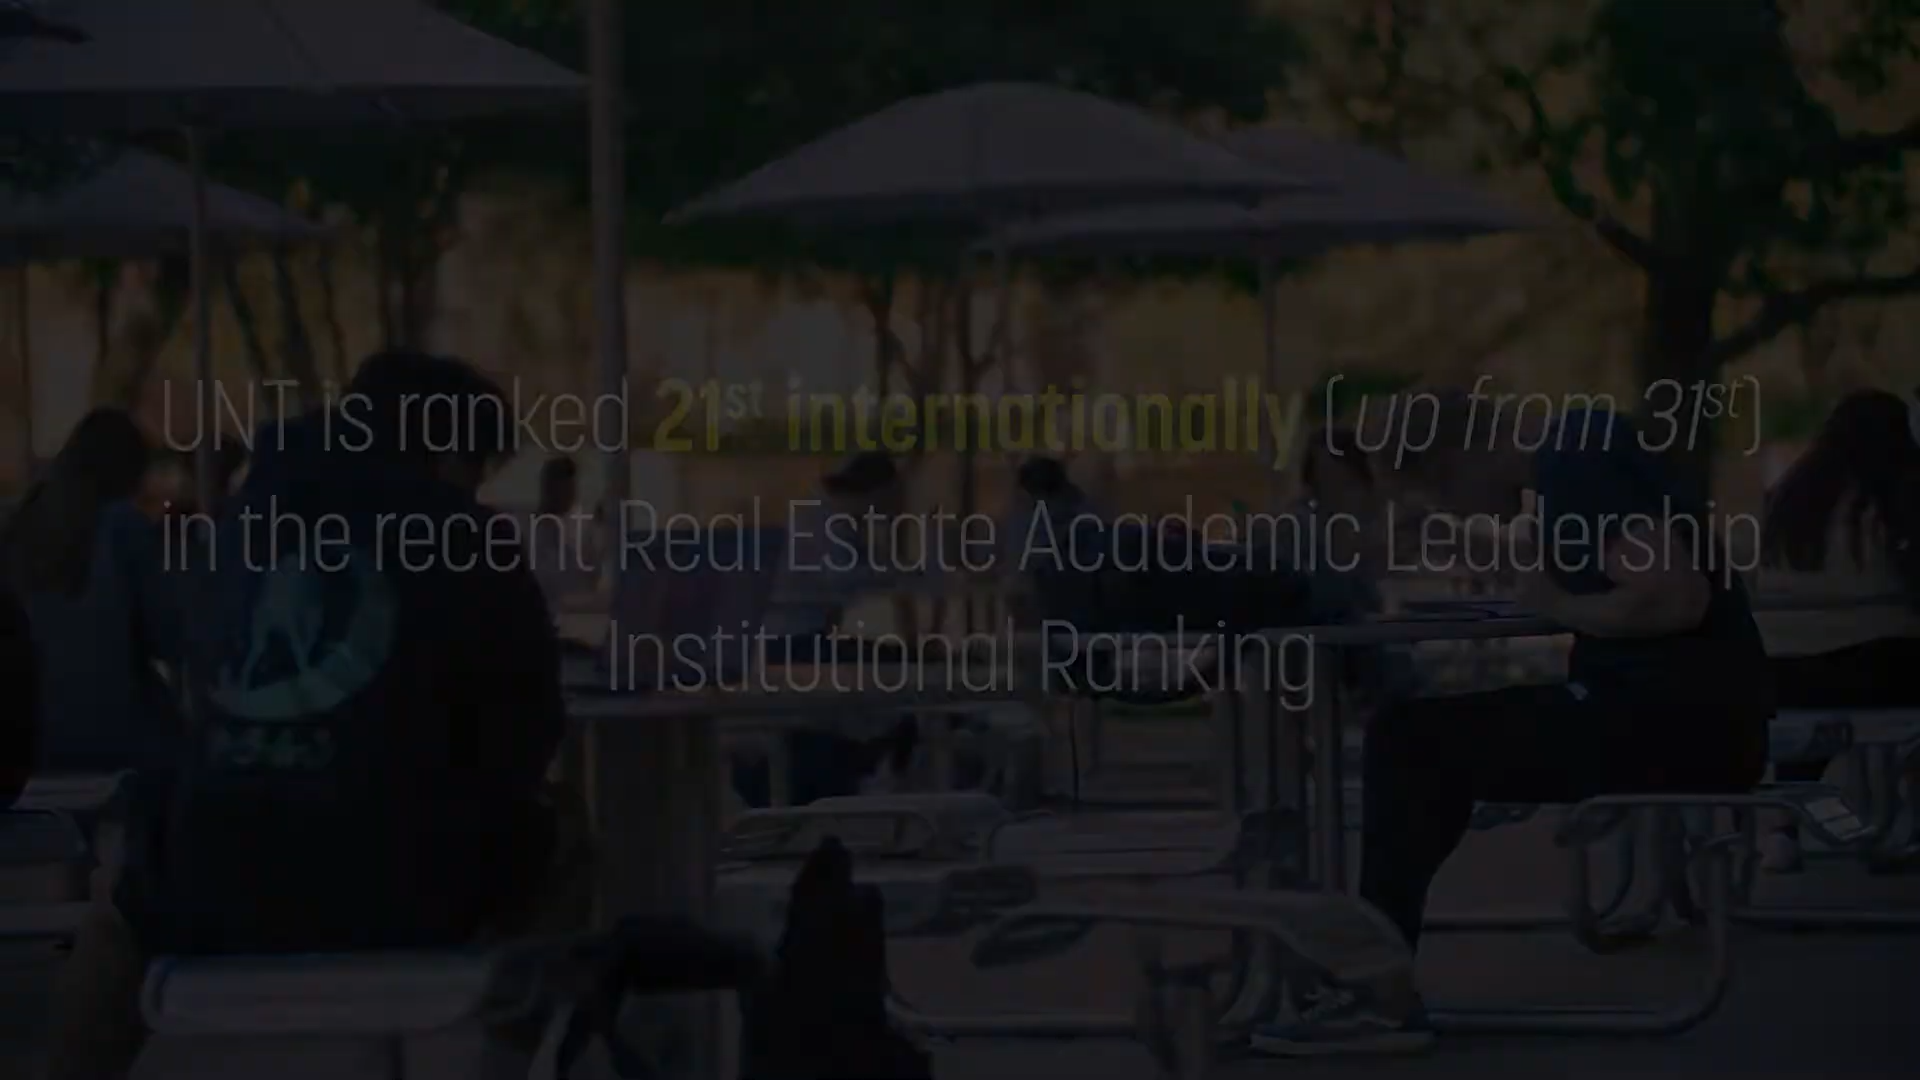 UNT is ranked 21st internationally (up from 31st)
in the recent Real Estate Academic Leadership
Institutional Ranking